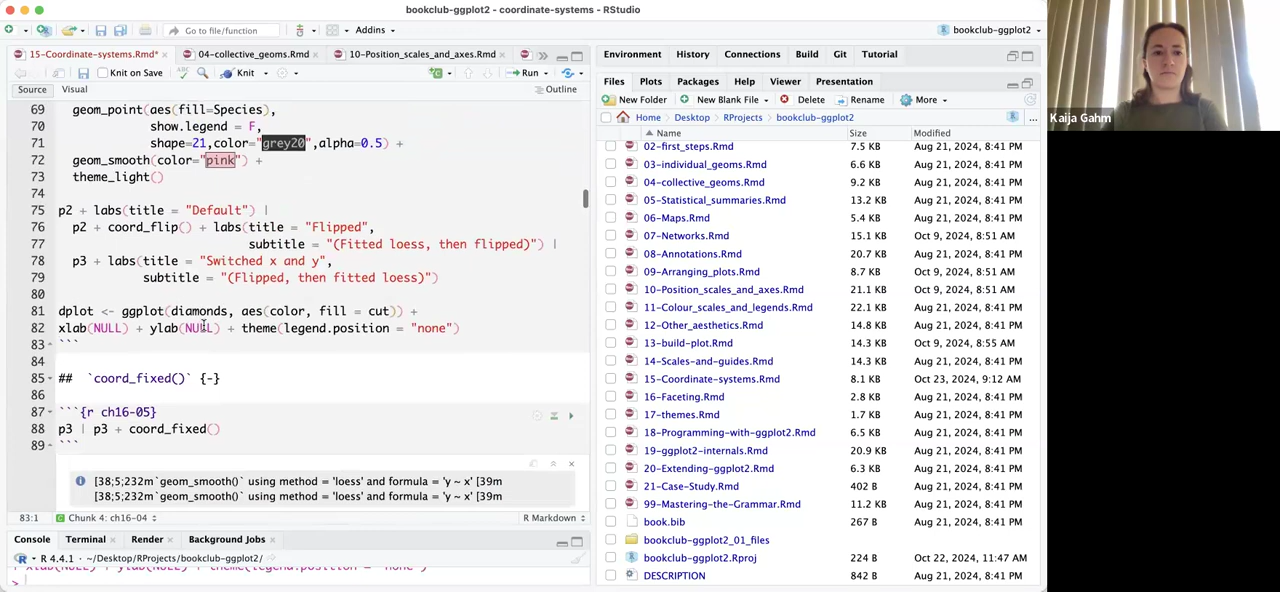 bookclub-ggplot2 - coordinate-systems - RStudio
Go to file/function
Addins
bookclub-ggplot2
15-Coordinate-systems.Rmd*
04-collective_geoms.Rmd
10-Position_scales_and_axes.Rmd
Knit on Save
Knit
Run
Source
Visual
Outline
69 geom_point(aes(fill=Species),
70 show.legend = F,
71 shape=21,color="grey20",alpha=0.5) +
72 geom_smooth(color="pink") +
73 theme_light()
74
75 p2 + labs(title = "Default") |
76 p2 + coord_flip() + labs(title = "Flipped",
77 subtitle = "(Fitted loess, then flipped)") |
78 p3 + labs(title = "Switched x and y",
79 subtitle = "(Flipped, then fitted loess)")
80
81 dplot <- ggplot(diamonds, aes(color, fill = cut)) +
82 xlab(NULL) + ylab(NULL) + theme(legend.position = "none")
83 ```
84
85 ## `coord_fixed()` {-}
86
87 ```{r ch16-05}
88 p3 | p3 + coord_fixed()
89 ```
[38;5;232m`geom_smooth()` using method = 'loess' and formula = 'y ~ x' [39m
[38;5;232m`geom_smooth()` using method = 'loess' and formula = 'y ~ x' [39m
83:1
Chunk 4: ch16-04
R Markdown
Console
Terminal
Render
Background Jobs
R 4.4.1 · ~/Desktop/RProjects/bookclub-ggplot2/
+ xlab(NULL) + ylab(NULL) + theme(legend.position = "none")
>
Environment
History
Connections
Build
Git
Tutorial
Files
Plots
Packages
Help
Viewer
Presentation
New Folder
New Blank File
Delete
Rename
More
Home
Desktop
RProjects
bookclub-ggplot2
...
Name
Size
Modified
02-first_steps.Rmd 7.5 KB Aug 21, 2024, 8:41 PM
03-individual_geoms.Rmd 6.6 KB Aug 21, 2024, 8:41 PM
04-collective_geoms.Rmd 9.2 KB Aug 21, 2024, 8:41 PM
05-Statistical_summaries.Rmd 13.2 KB Aug 21, 2024, 8:41 PM
06-Maps.Rmd 5.4 KB Aug 21, 2024, 8:41 PM
07-Networks.Rmd 15.1 KB Oct 9, 2024, 8:51 AM
08-Annotations.Rmd 20.7 KB Aug 21, 2024, 8:41 PM
09-Arranging_plots.Rmd 8.7 KB Oct 9, 2024, 8:51 AM
10-Position_scales_and_axes.Rmd 21.1 KB Oct 9, 2024, 8:51 AM
11-Colour_scales_and_legends.Rmd 22.1 KB Aug 21, 2024, 8:41 PM
12-Other_aesthetics.Rmd 14.8 KB Aug 21, 2024, 8:41 PM
13-build-plot.Rmd 14.3 KB Oct 9, 2024, 8:55 AM
14-Scales-and-guides.Rmd 14.3 KB Aug 21, 2024, 8:41 PM
15-Coordinate-systems.Rmd 8.1 KB Oct 23, 2024, 9:12 AM
16-Faceting.Rmd 2.8 KB Aug 21, 2024, 8:41 PM
17-themes.Rmd 1.7 KB Aug 21, 2024, 8:41 PM
18-Programming-with-ggplot2.Rmd 6.5 KB Aug 21, 2024, 8:41 PM
19-ggplot2-internals.Rmd 20.9 KB Aug 21, 2024, 8:41 PM
20-Extending-ggplot2.Rmd 6.3 KB Aug 21, 2024, 8:41 PM
21-Case-Study.Rmd 402 B Aug 21, 2024, 8:41 PM
99-Mastering-the-Grammar.Rmd 11.2 KB Aug 21, 2024, 8:41 PM
book.bib 267 B Aug 21, 2024, 8:41 PM
bookclub-ggplot2_01_files
bookclub-ggplot2.Rproj 224 B Oct 22, 2024, 11:47 AM
DESCRIPTION 842 B Aug 21, 2024, 8:41 PM
Kaija Gahm